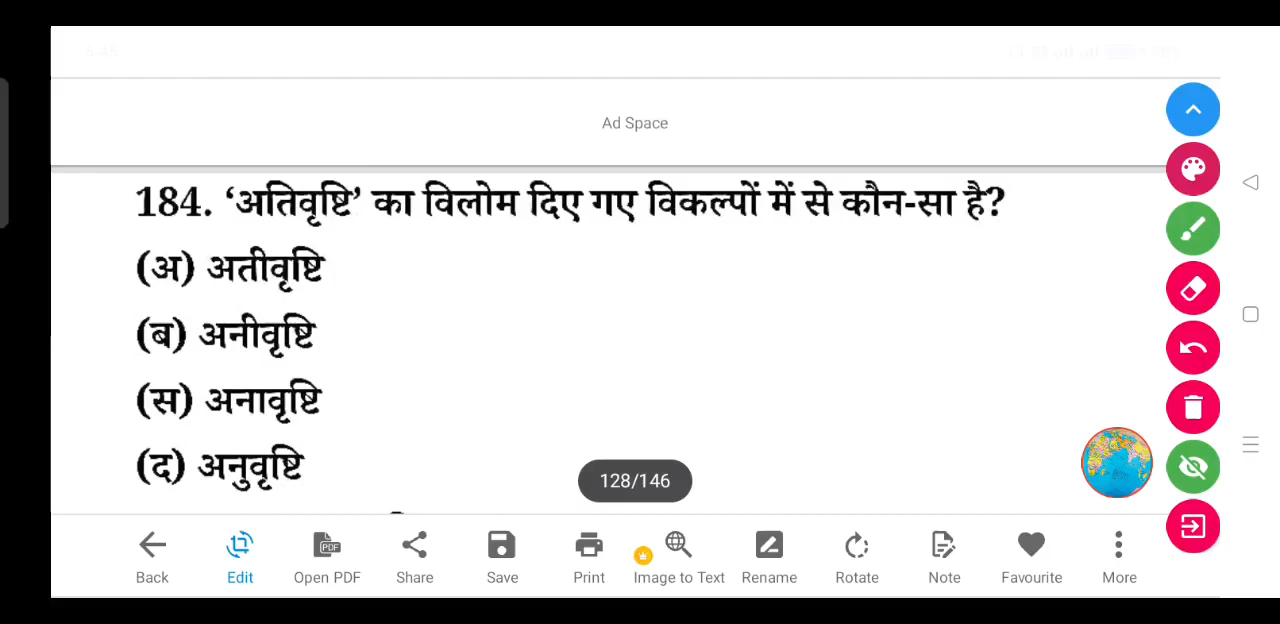 Ad Space
184. ‘अतिवृष्टि’ का विलोम दिए गए विकल्पों में से कौन-सा है?
(अ) अतीवृष्टि
(ब) अनीवृष्टि
(स) अनावृष्टि
(द) अनुवृष्टि
128/146
Back Edit Open PDF Share Save Print Image to Text Rename Rotate Note Favourite More